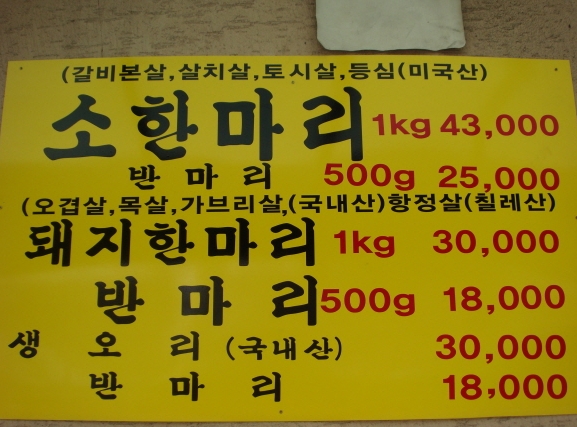 (갈비본살,살치살,토시살,등심(미국산)
소한마리 1kg 43,000
반 마 리 500g 25,000
(오겹살,목살,가브리살,(국내산)항정살(칠레산)
돼지한마리 1kg 30,000
반 마 리 500g 18,000
생 오 리 (국내산) 30,000
반 마 리 18,000